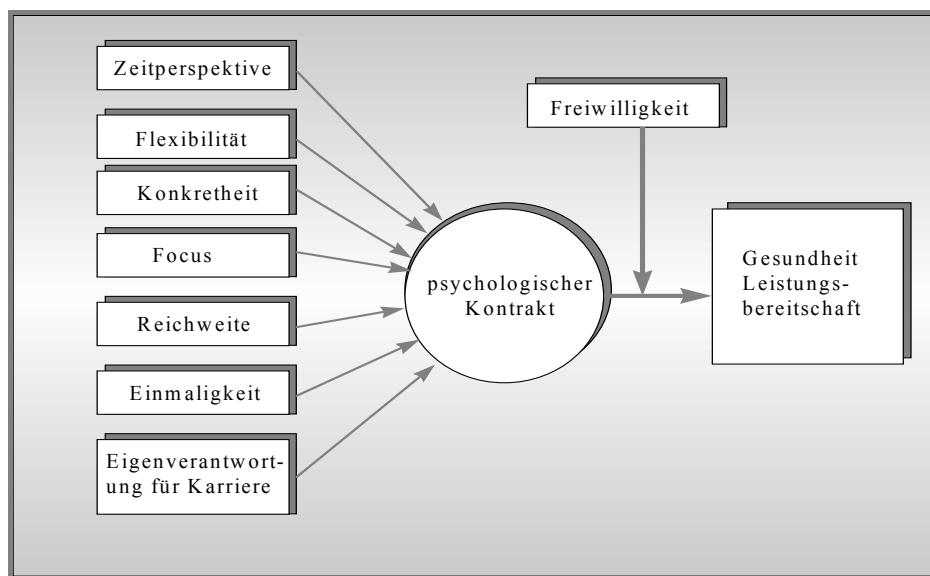 Zeitperspektive
Flexibilität
Konkretheit
Focus
Reichweite
Einmaligkeit
Eigenverantwort-
ung für Karriere
psychologischer
Kontrakt
Freiwilligkeit
Gesundheit
Leistungs-
bereitschaft